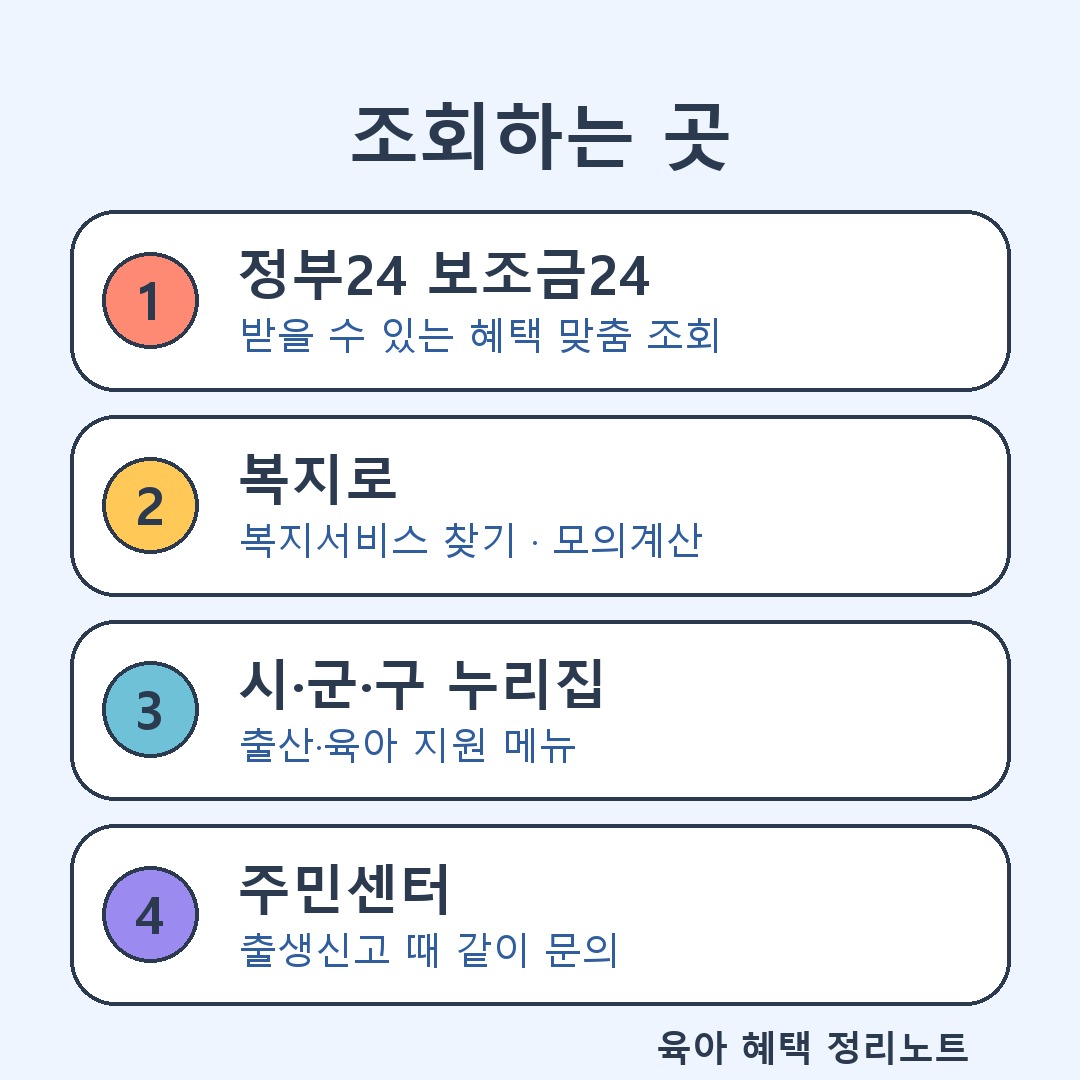 조회하는 곳
1
정부24 보조금24
받을 수 있는 혜택 맞춤 조회
2
복지로
복지서비스 찾기 · 모의계산
3
시·군·구 누리집
출산·육아 지원 메뉴
4
주민센터
출생신고 때 같이 문의
육아 혜택 정리노트